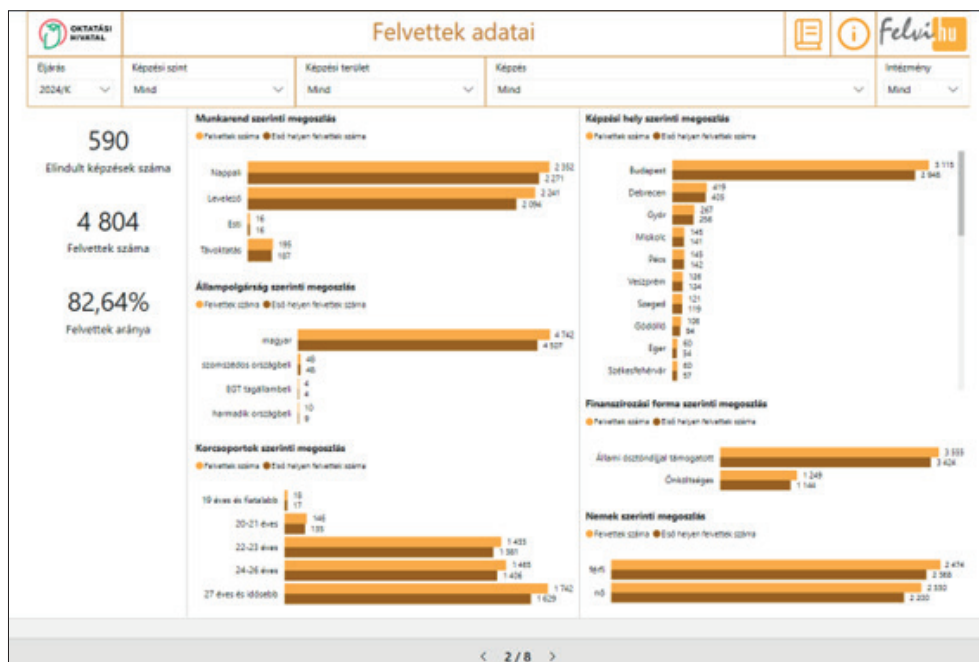 OKTATÁSI
HIVATAL
Felvettek adatai
Felvi.hu
Eljárás
2024/K
Képzési szint
Mind
Képzési terület
Mind
Képzés
Mind
Intézmény
Mind
590
Elindult képzések száma
4 804
Felvettek száma
82,64%
Felvettek aránya
Munkarend szerinti megoszlás
Felvettek száma Első helyen felvettek száma
Nappali 2 352
2 271
Levelező 2 241
2 094
Esti 16
16
Távoktatás 195
187
Állampolgárság szerinti megoszlás
Felvettek száma Első helyen felvettek száma
magyar 4 742
4 507
szomszédos országbeli 48
48
EGT tagállambeli 4
4
harmadik országbeli 10
9
Korcsoportok szerinti megoszlás
Felvettek száma Első helyen felvettek száma
19 éves és fiatalabb 18
17
20-21 éves 146
135
22-23 éves 1 433
1 381
24-26 éves 1 465
1 406
27 éves és idősebb 1 742
1 629
Képzési hely szerinti megoszlás
Felvettek száma Első helyen felvettek száma
Budapest 3 115
2 946
Debrecen 419
405
Győr 267
256
Miskolc 145
141
Pécs 145
142
Veszprém 136
134
Szeged 121
119
Gödöllő 106
94
Eger 60
54
Székesfehérvár 60
57
Finanszírozási forma szerinti megoszlás
Felvettek száma Első helyen felvettek száma
Állami ösztöndíjjal támogatott 3 555
3 424
Önköltséges 1 249
1 144
Nemek szerinti megoszlás
Felvettek száma Első helyen felvettek száma
férfi 2 474
2 368
nő 2 330
2 200
2 / 8